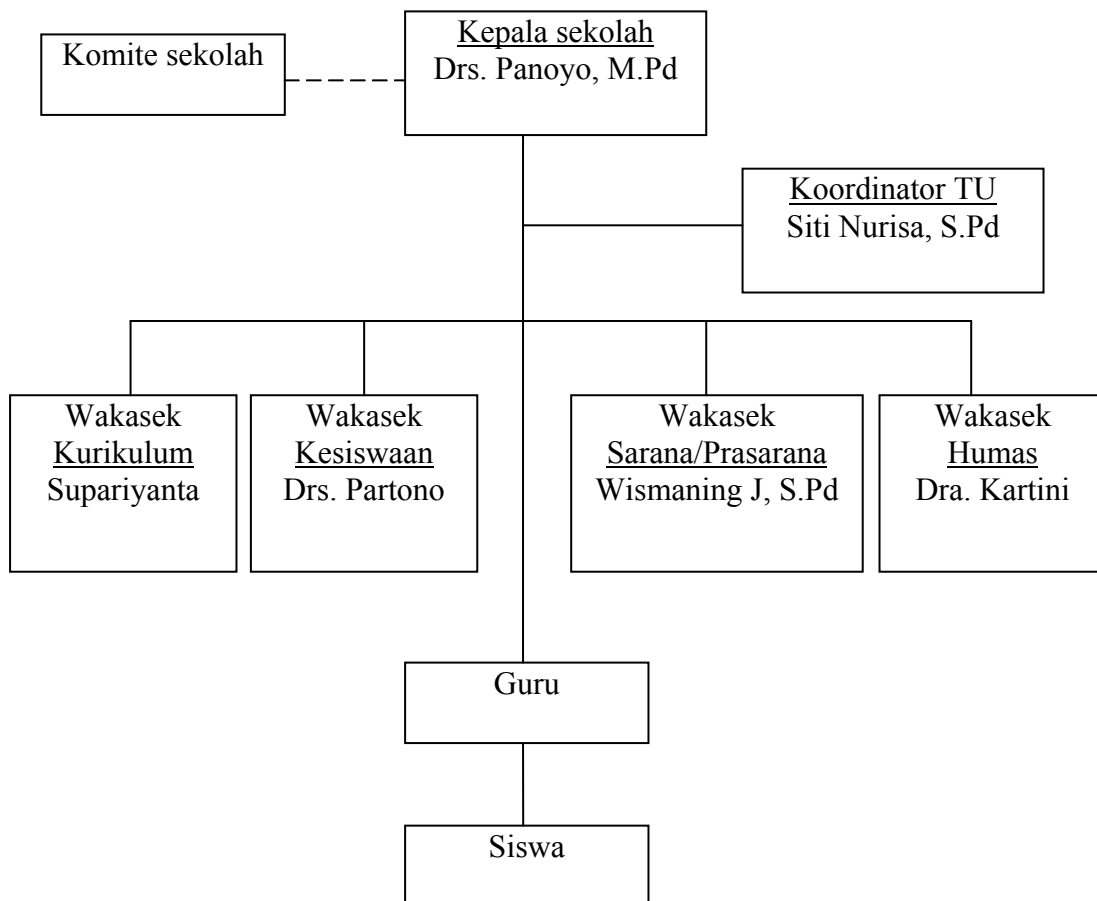 Komite sekolah
Kepala sekolah
Drs. Panoyo, M.Pd
Koordinator TU
Siti Nurisa, S.Pd
Wakasek
Kurikulum
Supariyanta
Wakasek
Kesiswaan
Drs. Partono
Wakasek
Sarana/Prasarana
Wismaning J, S.Pd
Wakasek
Humas
Dra. Kartini
Guru
Siswa